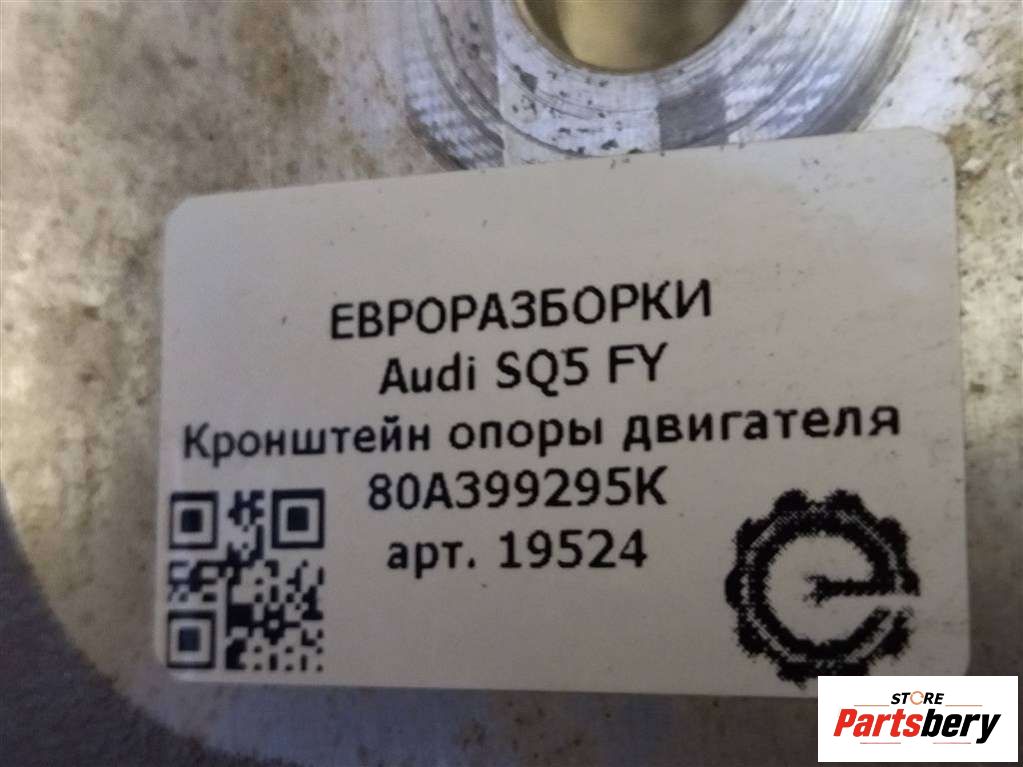 ЕВРОРАЗБОРКИ
Audi SQ5 FY
Кронштейн опоры двигателя
80A399295K
арт. 19524
STORE
Partsbery